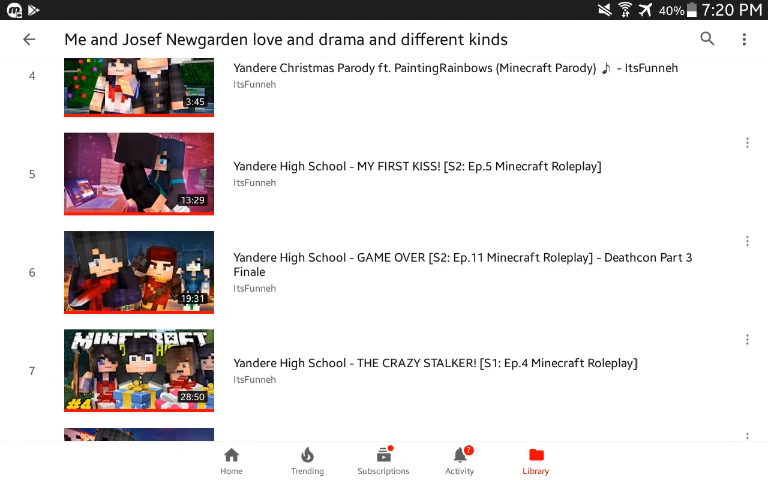 40% 7:20 PM
Me and Josef Newgarden love and drama and different kinds
4
3:45
Yandere Christmas Parody ft. PaintingRainbows (Minecraft Parody) ♪ - ItsFunneh
ItsFunneh
5
13:29
Yandere High School - MY FIRST KISS! [S2: Ep.5 Minecraft Roleplay]
ItsFunneh
6
19:31
Yandere High School - GAME OVER [S2: Ep.11 Minecraft Roleplay] - Deathcon Part 3
Finale
ItsFunneh
7
MINECRAFT
#4
28:50
Yandere High School - THE CRAZY STALKER! [S1: Ep.4 Minecraft Roleplay]
ItsFunneh
7
Home Trending Subscriptions Activity Library